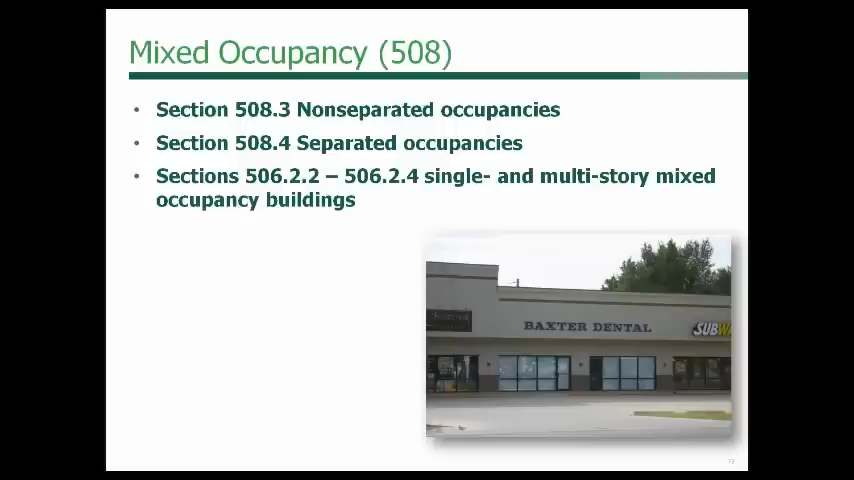 Mixed Occupancy (508)
• Section 508.3 Nonseparated occupancies
• Section 508.4 Separated occupancies
• Sections 506.2.2 – 506.2.4 single- and multi-story mixed
occupancy buildings
BAXTER DENTAL
SUBW